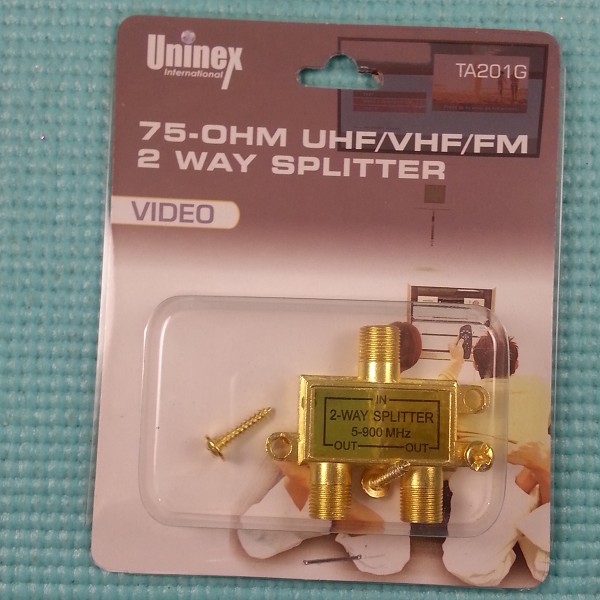 Uninex
International
TA201G
75-OHM UHF/VHF/FM
2 WAY SPLITTER
VIDEO
IN
2-WAY SPLITTER
5-900 MHz
OUT OUT